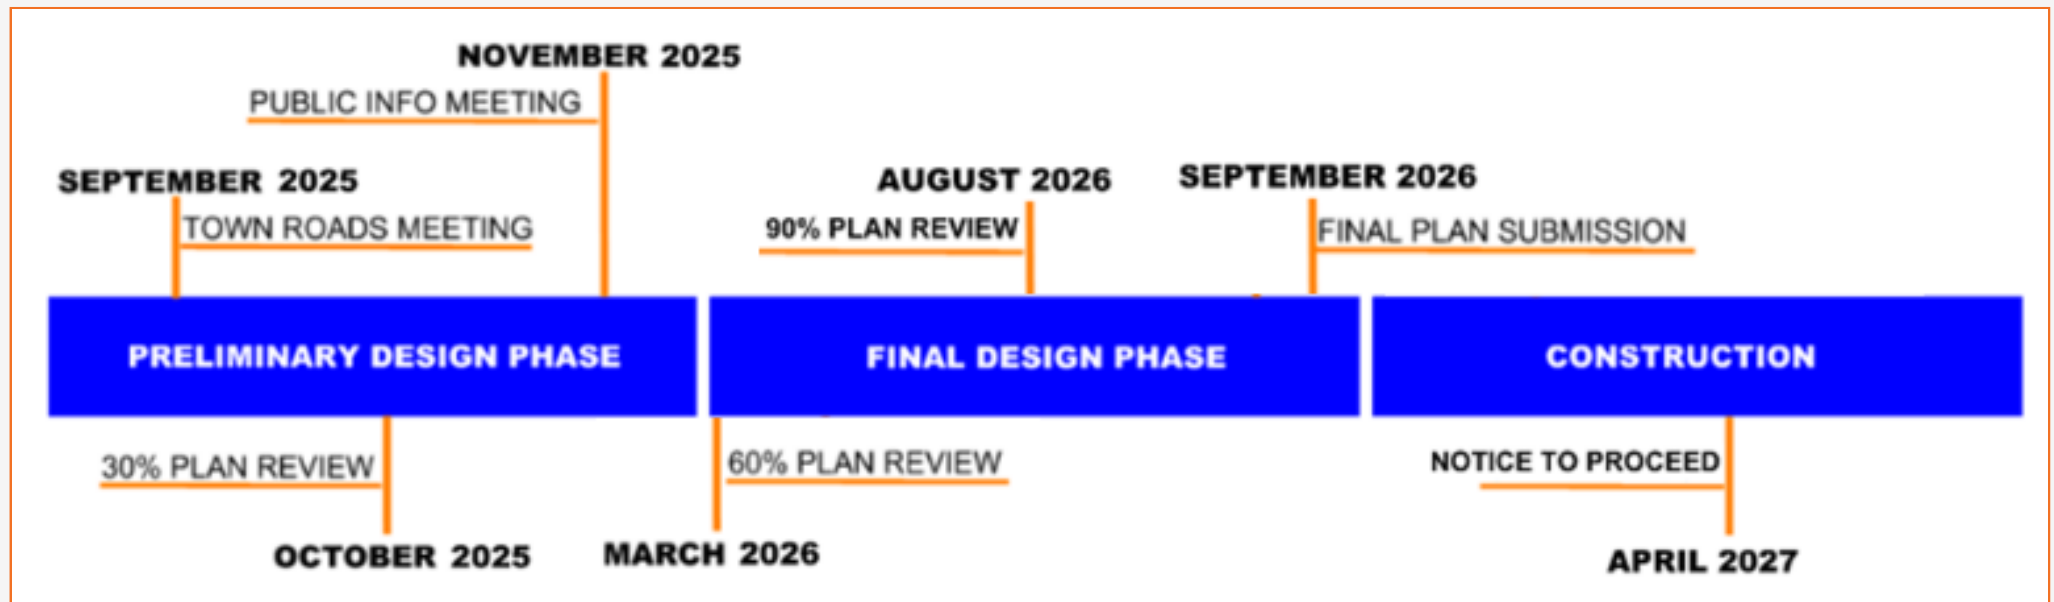 NOVEMBER 2025
PUBLIC INFO MEETING
SEPTEMBER 2025
TOWN ROADS MEETING
AUGUST 2026
90% PLAN REVIEW
SEPTEMBER 2026
FINAL PLAN SUBMISSION
PRELIMINARY DESIGN PHASE
FINAL DESIGN PHASE
CONSTRUCTION
30% PLAN REVIEW
OCTOBER 2025
60% PLAN REVIEW
MARCH 2026
NOTICE TO PROCEED
APRIL 2027